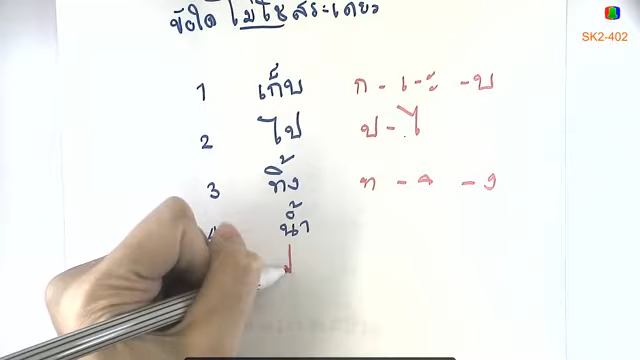 SK2-402
ข้อใด ไม่ใช่ สระเดี่ยว
1 เก็บ ก - เ-ะ - บ
2 ไป ป - ไ
3 ทิ้ง ท - -ิ - ง
4 น้ำ